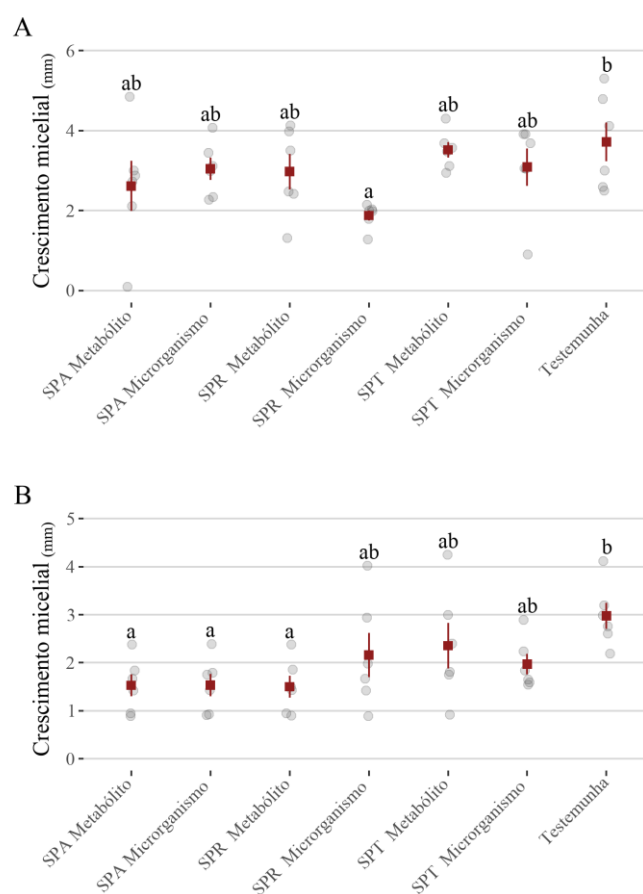 A
Crescimento micelial (mm)
6
4
2
0
ab
ab
ab
a
ab
ab
b
SPA Metabólito
SPA Microrganismo
SPR Metabólito
SPR Microrganismo
SPT Metabólito
SPT Microrganismo
Testemunha
B
Crescimento micelial (mm)
5
4
3
2
1
0
a
a
a
ab
ab
ab
b
SPA Metabólito
SPA Microrganismo
SPR Metabólito
SPR Microrganismo
SPT Metabólito
SPT Microrganismo
Testemunha